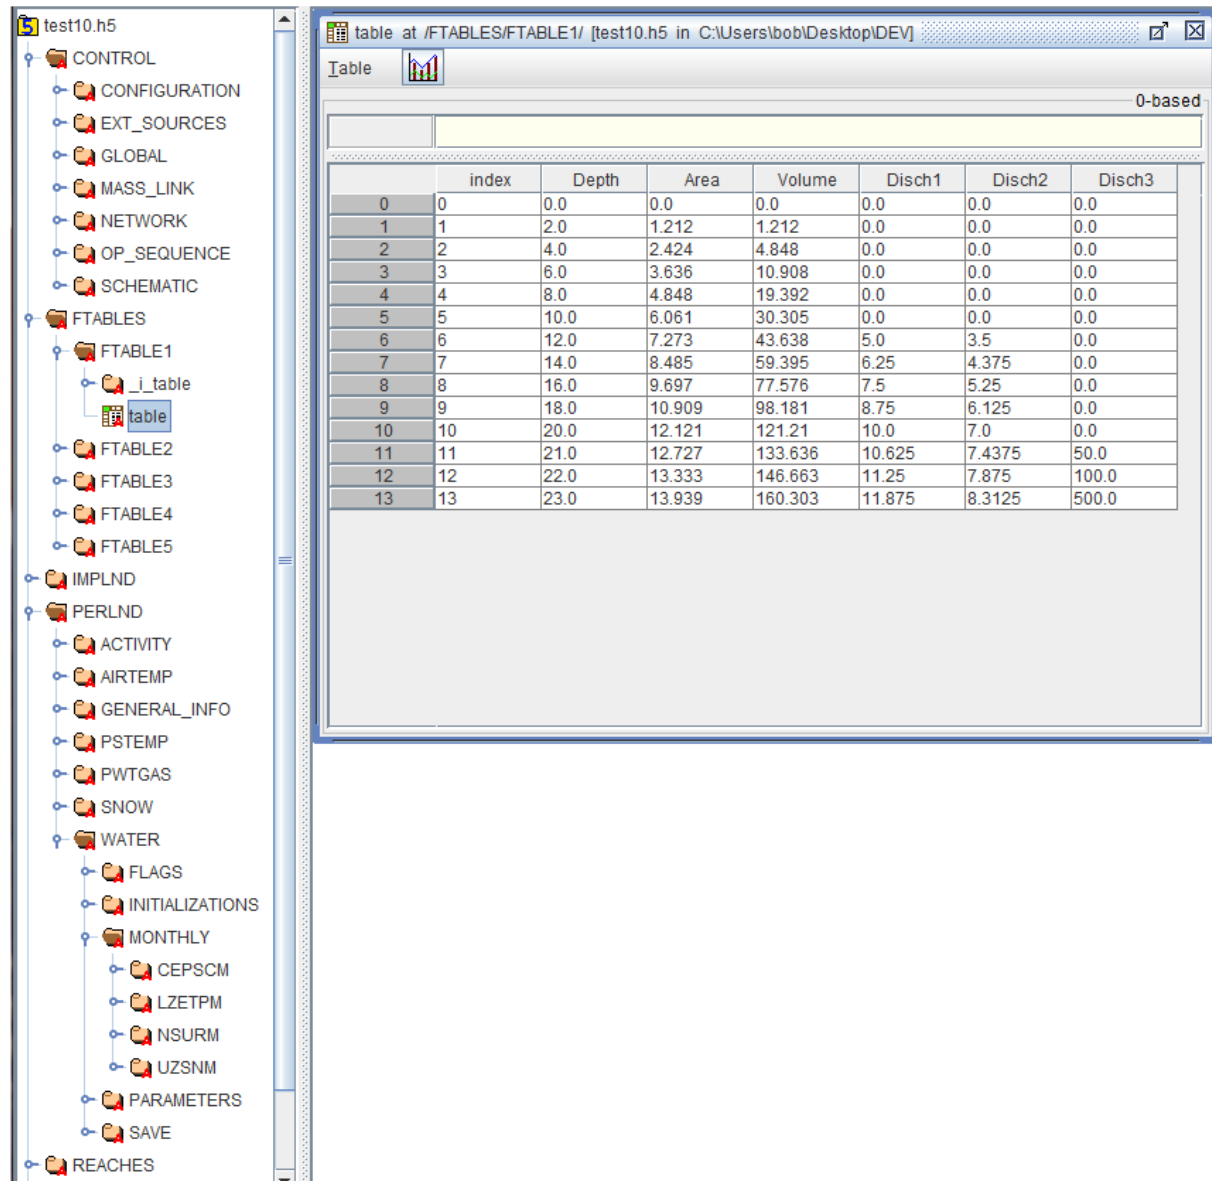 test10.h5
CONTROL
CONFIGURATION
EXT_SOURCES
GLOBAL
MASS_LINK
NETWORK
OP_SEQUENCE
SCHEMATIC
FTABLES
FTABLE1
_i_table
table
FTABLE2
FTABLE3
FTABLE4
FTABLE5
IMPLND
PERLND
ACTIVITY
AIRTEMP
GENERAL_INFO
PSTEMP
PWTGAS
SNOW
WATER
FLAGS
INITIALIZATIONS
MONTHLY
CEPSCM
LZETPM
NSURM
UZSNM
PARAMETERS
SAVE
REACHES
table at /FTABLES/FTABLE1/ [test10.h5 in C:\Users\bob\Desktop\DEV]
Table
0-based
index Depth Area Volume Disch1 Disch2 Disch3
0 0 0.0 0.0 0.0 0.0 0.0 0.0
1 1 2.0 1.212 1.212 0.0 0.0 0.0
2 2 4.0 2.424 4.848 0.0 0.0 0.0
3 3 6.0 3.636 10.908 0.0 0.0 0.0
4 4 8.0 4.848 19.392 0.0 0.0 0.0
5 5 10.0 6.061 30.305 0.0 0.0 0.0
6 6 12.0 7.273 43.638 5.0 3.5 0.0
7 7 14.0 8.485 59.395 6.25 4.375 0.0
8 8 16.0 9.697 77.576 7.5 5.25 0.0
9 9 18.0 10.909 98.181 8.75 6.125 0.0
10 10 20.0 12.121 121.21 10.0 7.0 0.0
11 11 21.0 12.727 133.636 10.625 7.4375 50.0
12 12 22.0 13.333 146.663 11.25 7.875 100.0
13 13 23.0 13.939 160.303 11.875 8.3125 500.0